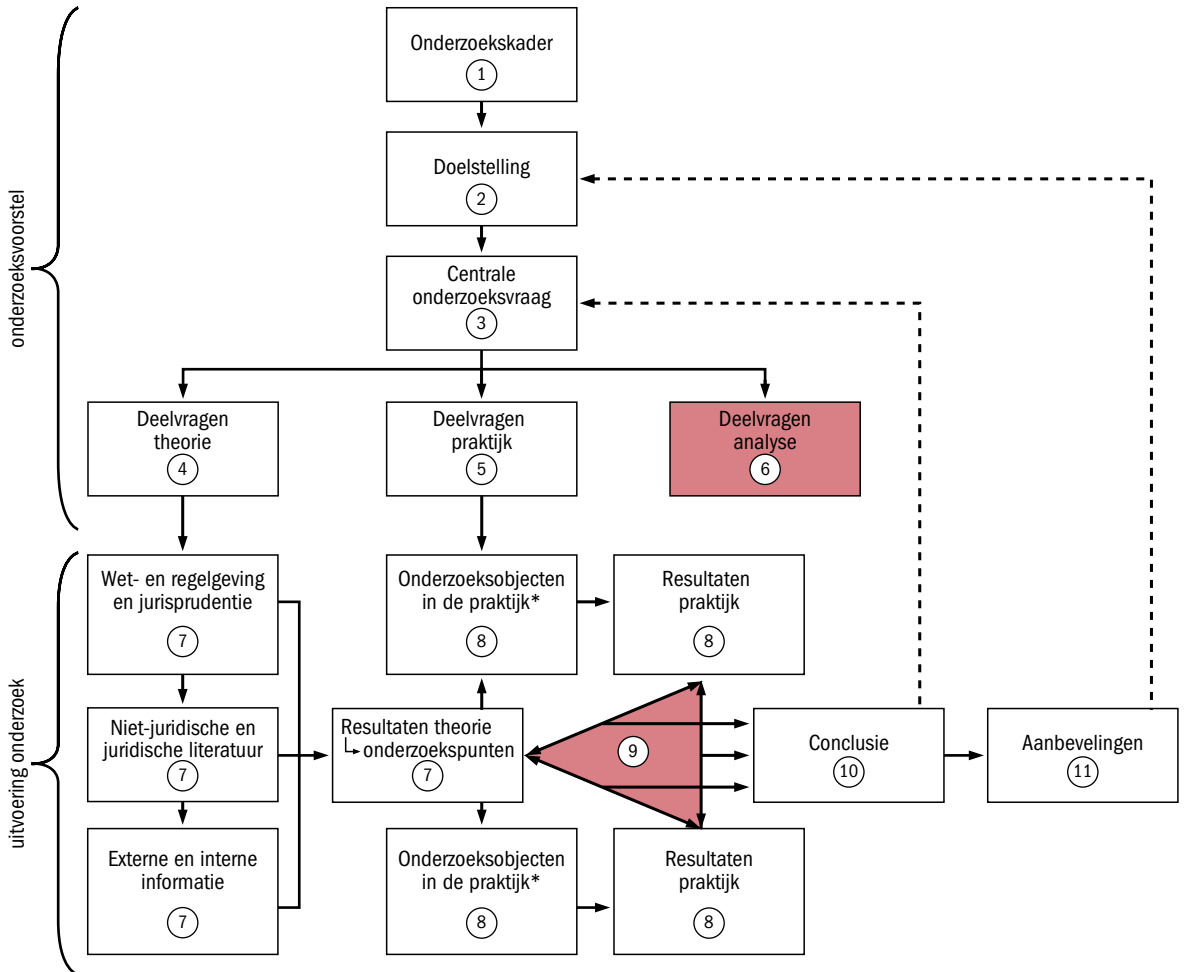 Onderzoekskader
1
Doelstelling
2
Centrale
onderzoeksvraag
3
onderzoeksvoorstel
Deelvragen
theorie
4
Deelvragen
praktijk
5
Deelvragen
analyse
6
uitvoering onderzoek
Wet- en regelgeving
en jurisprudentie
7
Onderzoeksobjecten
in de praktijk*
8
Resultaten
praktijk
8
Niet-juridische en
juridische literatuur
7
Resultaten theorie
onderzoekspunten
7
9
Conclusie
10
Aanbevelingen
11
Externe en interne
informatie
7
Onderzoeksobjecten
in de praktijk*
8
Resultaten
praktijk
8